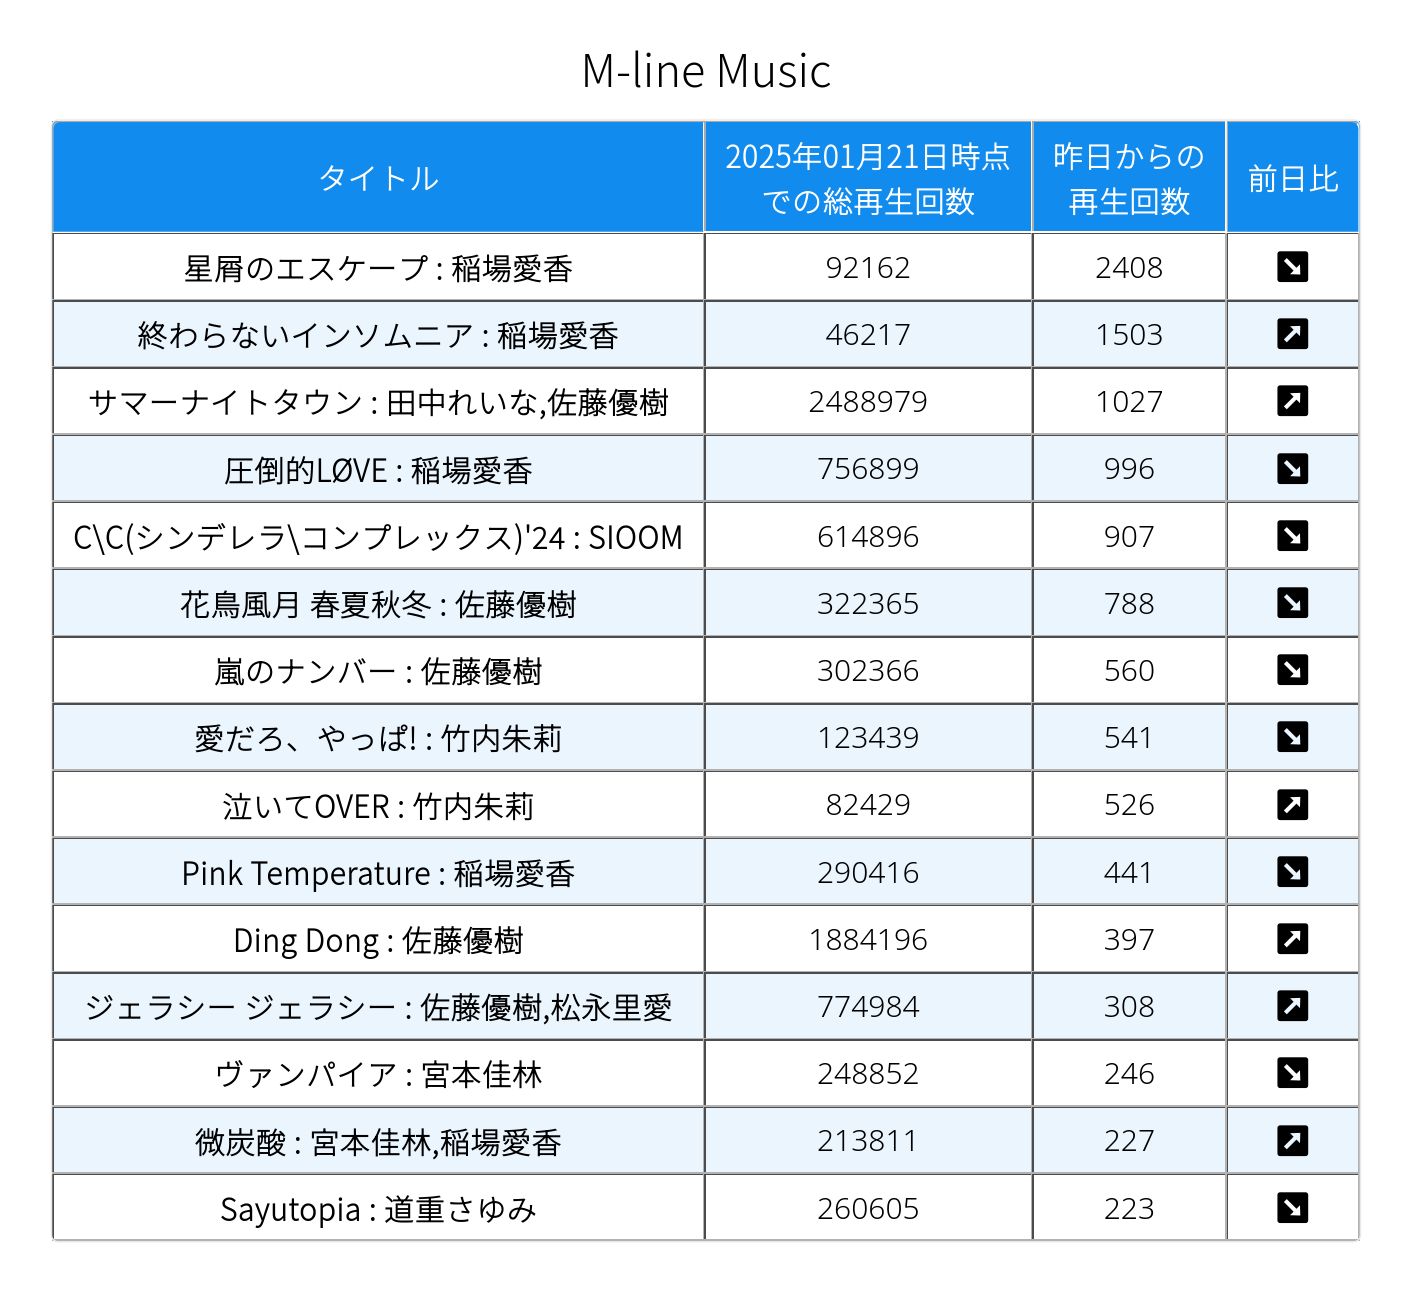 M-line Music
タイトル
2025年01月21日時点
での総再生回数
昨日からの
再生回数
前日比
星屑のエスケープ : 稲場愛香 92162 2408 ↘
終わらないインソムニア : 稲場愛香 46217 1503 ↗
サマーナイトタウン : 田中れいな,佐藤優樹 2488979 1027 ↗
圧倒的LØVE : 稲場愛香 756899 996 ↘
C\C(シンデレラ\コンプレックス)'24 : SIOOM 614896 907 ↘
花鳥風月 春夏秋冬 : 佐藤優樹 322365 788 ↘
嵐のナンバー : 佐藤優樹 302366 560 ↘
愛だろ、やっぱ! : 竹内朱莉 123439 541 ↘
泣いてOVER : 竹内朱莉 82429 526 ↗
Pink Temperature : 稲場愛香 290416 441 ↘
Ding Dong : 佐藤優樹 1884196 397 ↗
ジェラシー ジェラシー : 佐藤優樹,松永里愛 774984 308 ↗
ヴァンパイア : 宮本佳林 248852 246 ↘
微炭酸 : 宮本佳林,稲場愛香 213811 227 ↗
Sayutopia : 道重さゆみ 260605 223 ↘